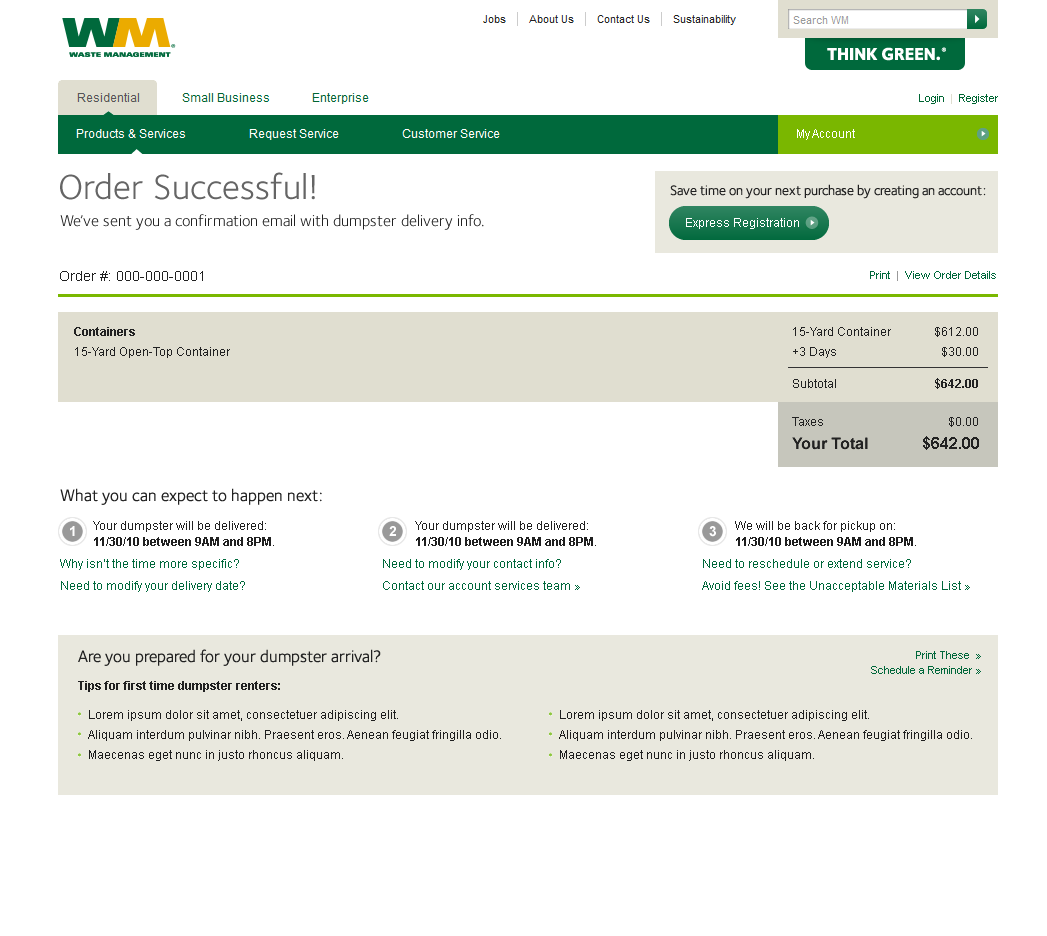 WM®
WASTE MANAGEMENT
Jobs | About Us | Contact Us | Sustainability
Search WM
THINK GREEN.®
Residential Small Business Enterprise
Login | Register
Products & Services Request Service Customer Service My Account
Order Successful!
We've sent you a confirmation email with dumpster delivery info.
Save time on your next purchase by creating an account:
Express Registration
Order #: 000-000-0001
Print | View Order Details
Containers
15-Yard Open-Top Container
15-Yard Container $612.00
+3 Days $30.00
Subtotal $642.00
Taxes $0.00
Your Total $642.00
What you can expect to happen next:
1 Your dumpster will be delivered:
11/30/10 between 9AM and 8PM.
Why isn't the time more specific?
Need to modify your delivery date?
2 Your dumpster will be delivered:
11/30/10 between 9AM and 8PM.
Need to modify your contact info?
Contact our account services team »
3 We will be back for pickup on:
11/30/10 between 9AM and 8PM.
Need to reschedule or extend service?
Avoid fees! See the Unacceptable Materials List »
Are you prepared for your dumpster arrival?
Print These »
Schedule a Reminder »
Tips for first time dumpster renters:
• Lorem ipsum dolor sit amet, consectetuer adipiscing elit.
• Aliquam interdum pulvinar nibh. Praesent eros. Aenean feugiat fringilla odio.
• Maecenas eget nunc in justo rhoncus aliquam.
• Lorem ipsum dolor sit amet, consectetuer adipiscing elit.
• Aliquam interdum pulvinar nibh. Praesent eros. Aenean feugiat fringilla odio.
• Maecenas eget nunc in justo rhoncus aliquam.